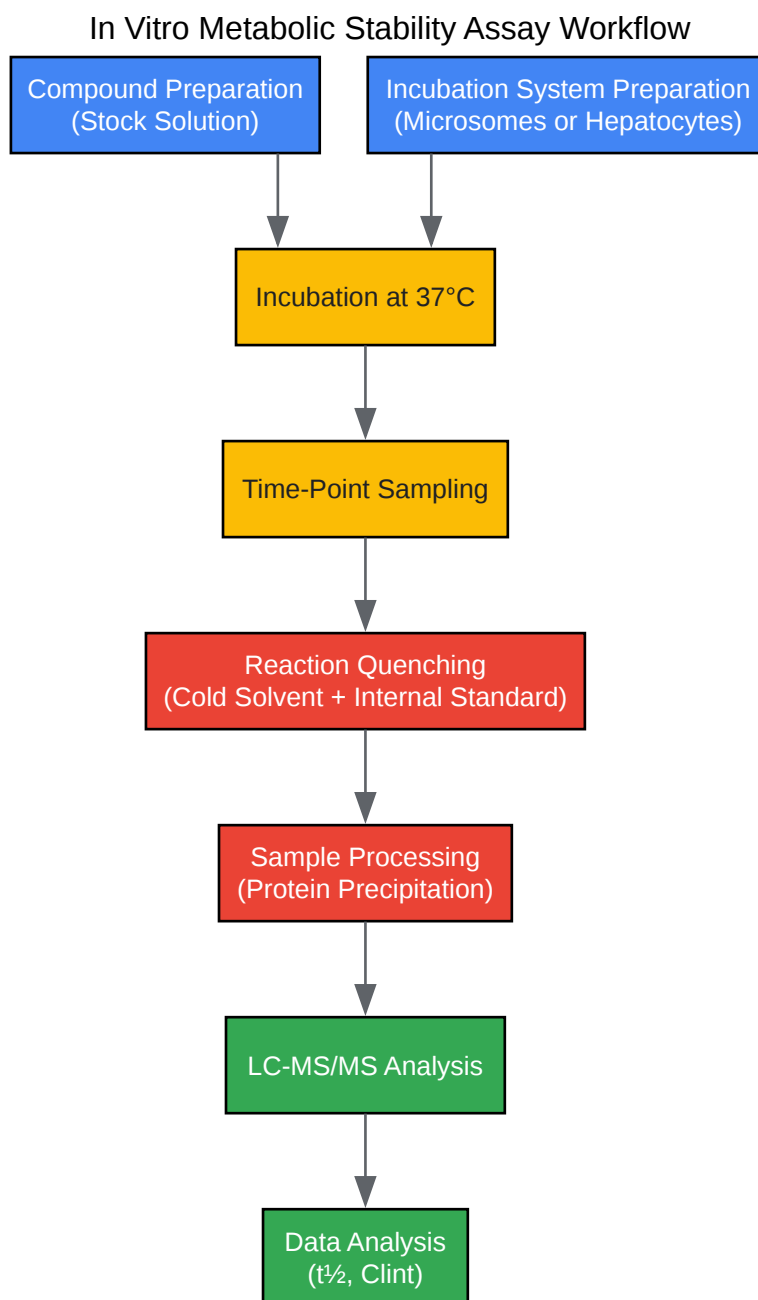 In Vitro Metabolic Stability Assay Workflow
Compound Preparation
(Stock Solution)
Incubation System Preparation
(Microsomes or Hepatocytes)
Incubation at 37°C
Time-Point Sampling
Reaction Quenching
(Cold Solvent + Internal Standard)
Sample Processing
(Protein Precipitation)
LC-MS/MS Analysis
Data Analysis
(t½, Clint)